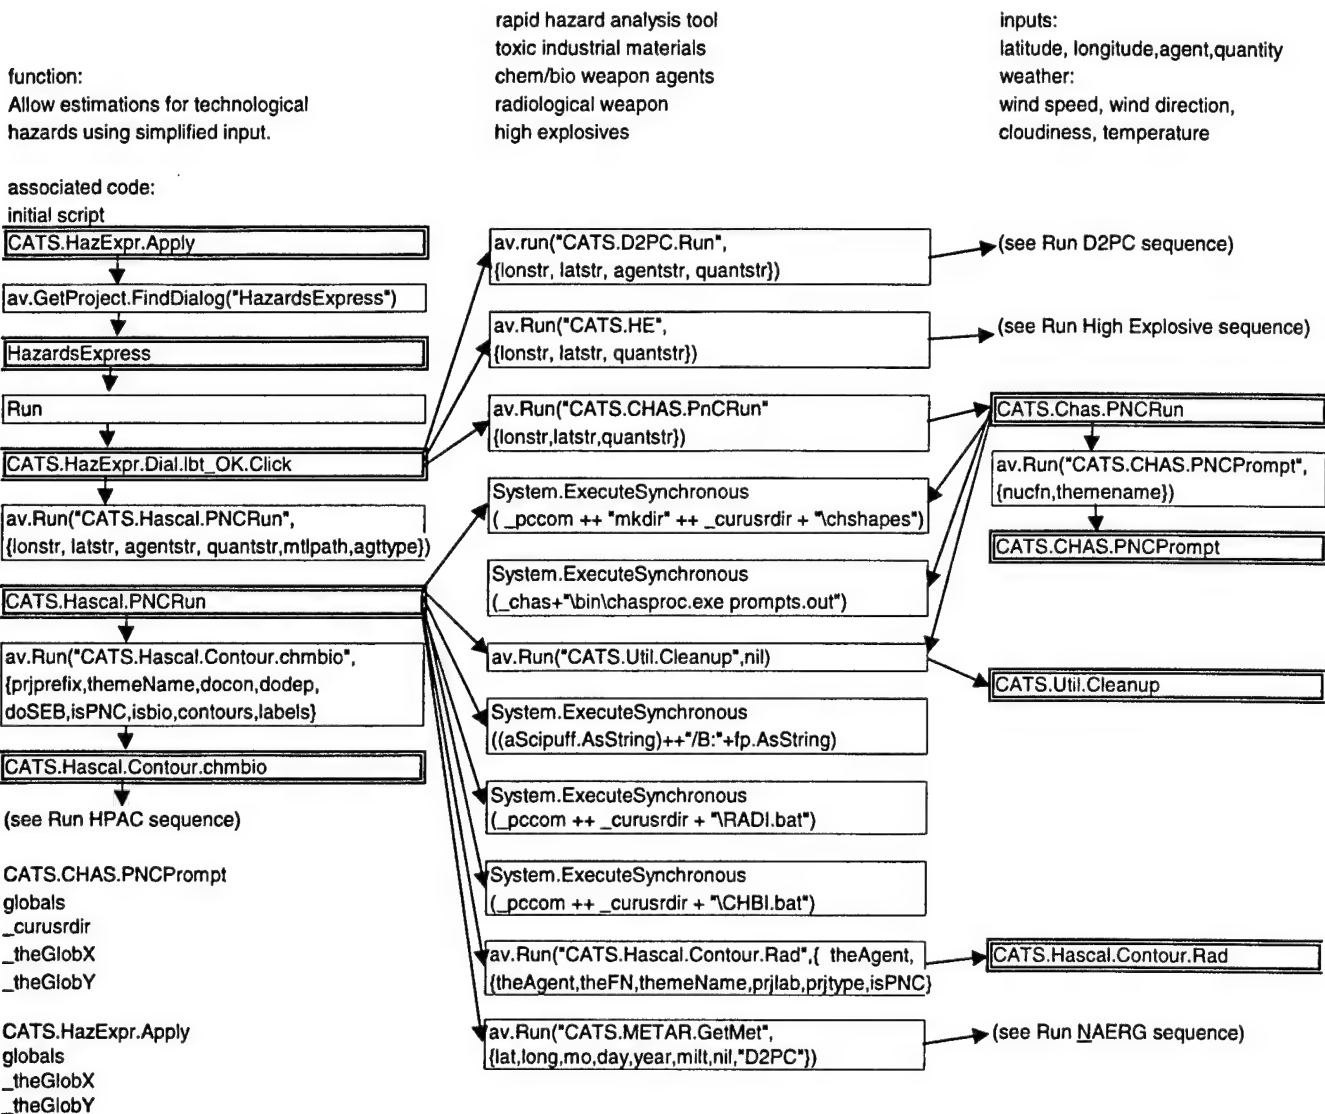 function:
Allow estimations for technological
hazards using simplified input.
rapid hazard analysis tool
toxic industrial materials
chem/bio weapon agents
radiological weapon
high explosives
inputs:
latitude, longitude,agent,quantity
weather:
wind speed, wind direction,
cloudiness, temperature
associated code:
initial script
CATS.HazExpr.Apply
av.GetProject.FindDialog("HazardsExpress")
HazardsExpress
Run
CATS.HazExpr.Dial.lbt_OK.Click
av.Run("CATS.Hascal.PNCRun",
{lonstr, latstr, agentstr, quantstr,mtlpath,agttype})
CATS.Hascal.PNCRun
av.Run("CATS.Hascal.Contour.chmbio",
{prjprefix,themeName,docon,dodep,
doSEB,isPNC,isbio,contours,labels}
CATS.Hascal.Contour.chmbio
(see Run HPAC sequence)
CATS.CHAS.PNCPrompt
globals
_curusrdir
_theGlobX
_theGlobY
CATS.HazExpr.Apply
globals
_theGlobX
_theGlobY
av.run("CATS.D2PC.Run",
{lonstr, latstr, agentstr, quantstr})
av.Run("CATS.HE",
{lonstr, latstr, quantstr})
av.Run("CATS.CHAS.PnCRun"
{lonstr,latstr,quantstr})
System.ExecuteSynchronous
( _pccom ++ "mkdir" ++ _curusrdir + "\chshapes")
System.ExecuteSynchronous
(_chas+"\bin\chasproc.exe prompts.out")
av.Run("CATS.Util.Cleanup",nil)
System.ExecuteSynchronous
((aScipuff.AsString)++"/B:"+fp.AsString)
System.ExecuteSynchronous
(_pccom ++ _curusrdir + "\RADI.bat")
System.ExecuteSynchronous
(_pccom ++ _curusrdir + "\CHBI.bat")
av.Run("CATS.Hascal.Contour.Rad",{ theAgent,
{theAgent,theFN,themeName,prjlab,prjtype,isPNC}
av.Run("CATS.METAR.GetMet",
{lat,long,mo,day,year,milt,nil,"D2PC"})
(see Run D2PC sequence)
(see Run High Explosive sequence)
CATS.Chas.PNCRun
av.Run("CATS.CHAS.PNCPrompt",
{nucfn,themename})
CATS.CHAS.PNCPrompt
CATS.Util.Cleanup
CATS.Hascal.Contour.Rad
(see Run NAERG sequence)